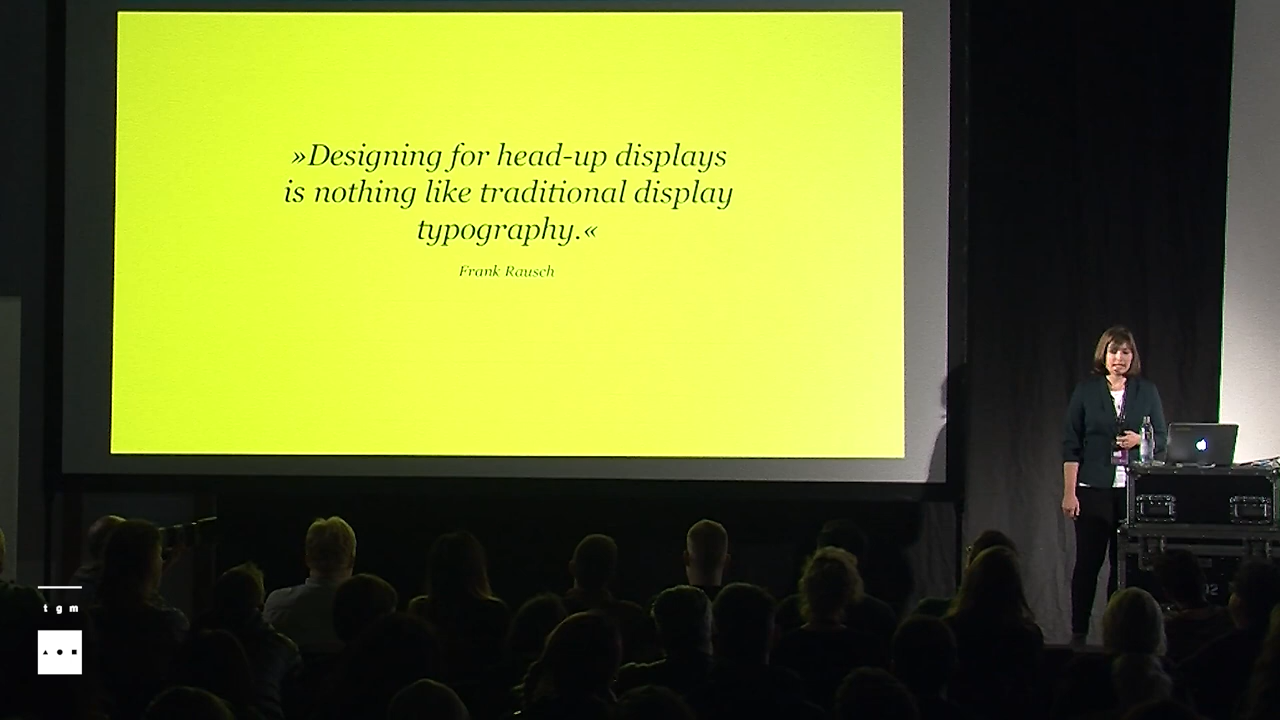 »Designing for head-up displays
is nothing like traditional display
typography.«
Frank Rausch
tgm